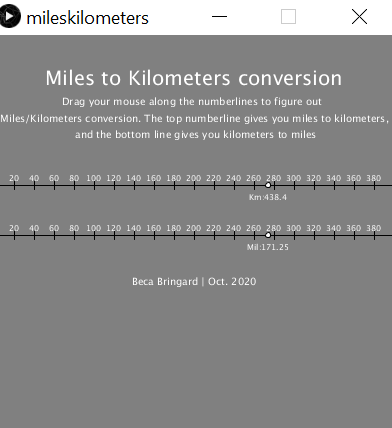 mileskilometers
Miles to Kilometers conversion
Drag your mouse along the numberlines to figure out
Miles/Kilometers conversion. The top numberline gives you miles to kilometers,
and the bottom line gives you kilometers to miles
20 40 60 80 100 120 140 160 180 200 220 240 260 280 300 320 340 360 380
Km:438.4
20 40 60 80 100 120 140 160 180 200 220 240 260 280 300 320 340 360 380
Mil:171.25
Beca Bringard | Oct. 2020